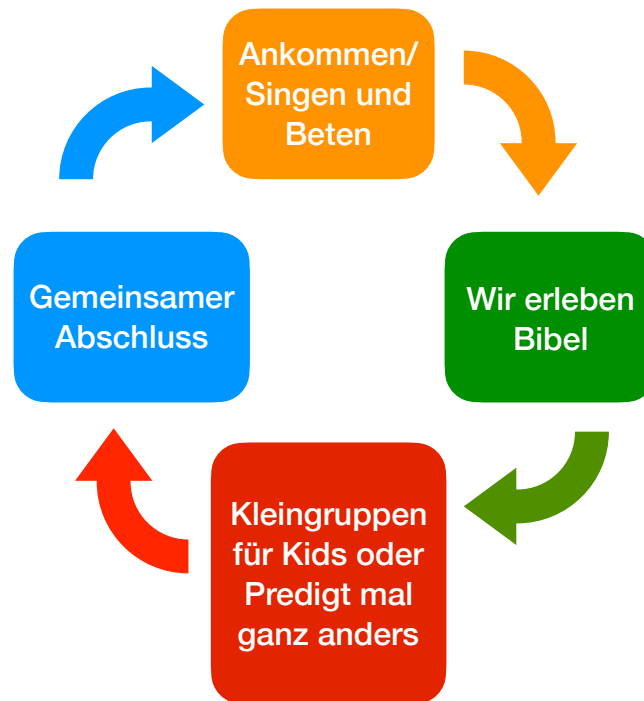 Ankommen/
Singen und
Beten
Wir erleben
Bibel
Kleingruppen
für Kids oder
Predigt mal
ganz anders
Gemeinsamer
Abschluss